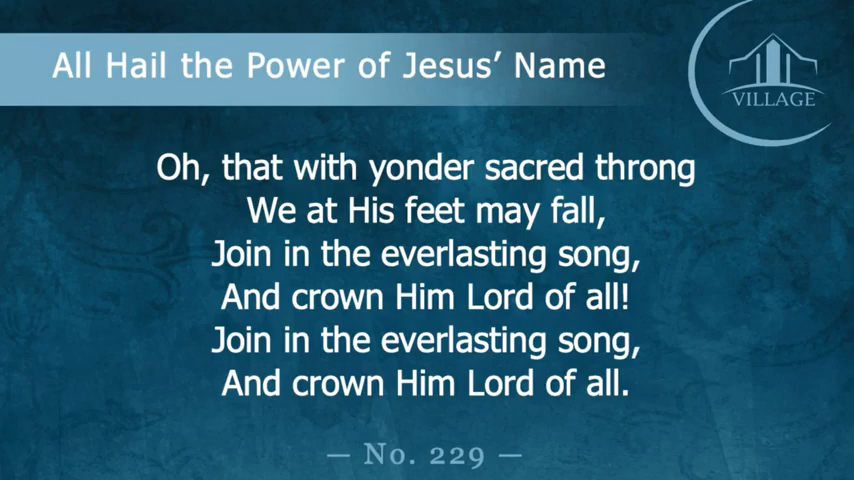 All Hail the Power of Jesus’ Name
VILLAGE
Oh, that with yonder sacred throng
We at His feet may fall,
Join in the everlasting song,
And crown Him Lord of all!
Join in the everlasting song,
And crown Him Lord of all.
— No. 229 —